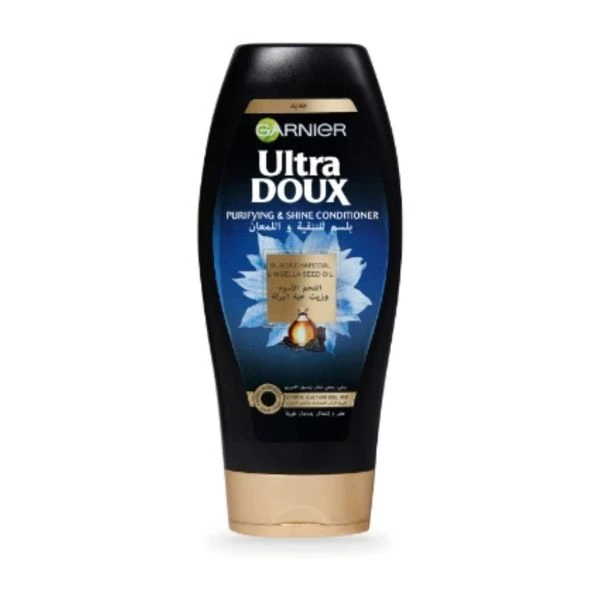 جديد
GARNIER
Ultra
DOUX
PURIFYING & SHINE CONDITIONER
بلسم للتنقية و اللمعان
BLACK CHARCOAL
& NIGELLA SEED OIL
الفحم الأسود
وزيت حبة البركة